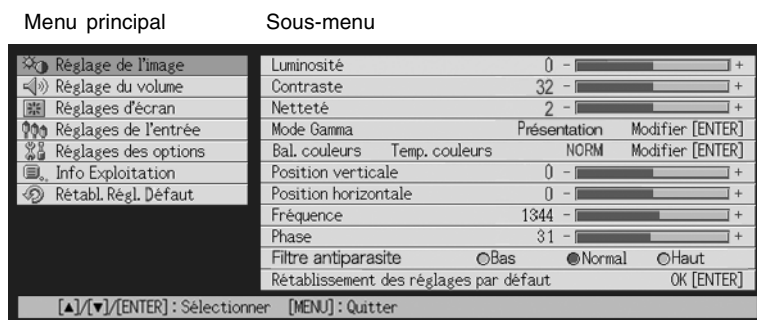 Menu principal Sous-menu
Réglage de l'image
Réglage du volume
Réglages d'écran
Réglages de l'entrée
Réglages des options
Info Exploitation
Rétabl. Régl. Défaut
Luminosité 0 - +
Contraste 32 - +
Netteté 2 - +
Mode Gamma Présentation Modifier [ENTER]
Bal. couleurs Temp. couleurs NORM Modifier [ENTER]
Position verticale 0 - +
Position horizontale 0 - +
Fréquence 1344 - +
Phase 31 - +
Filtre antiparasite Bas Normal Haut
Rétablissement des réglages par défaut OK [ENTER]
[▲]/[▼]/[ENTER] : Sélectionner [MENU] : Quitter